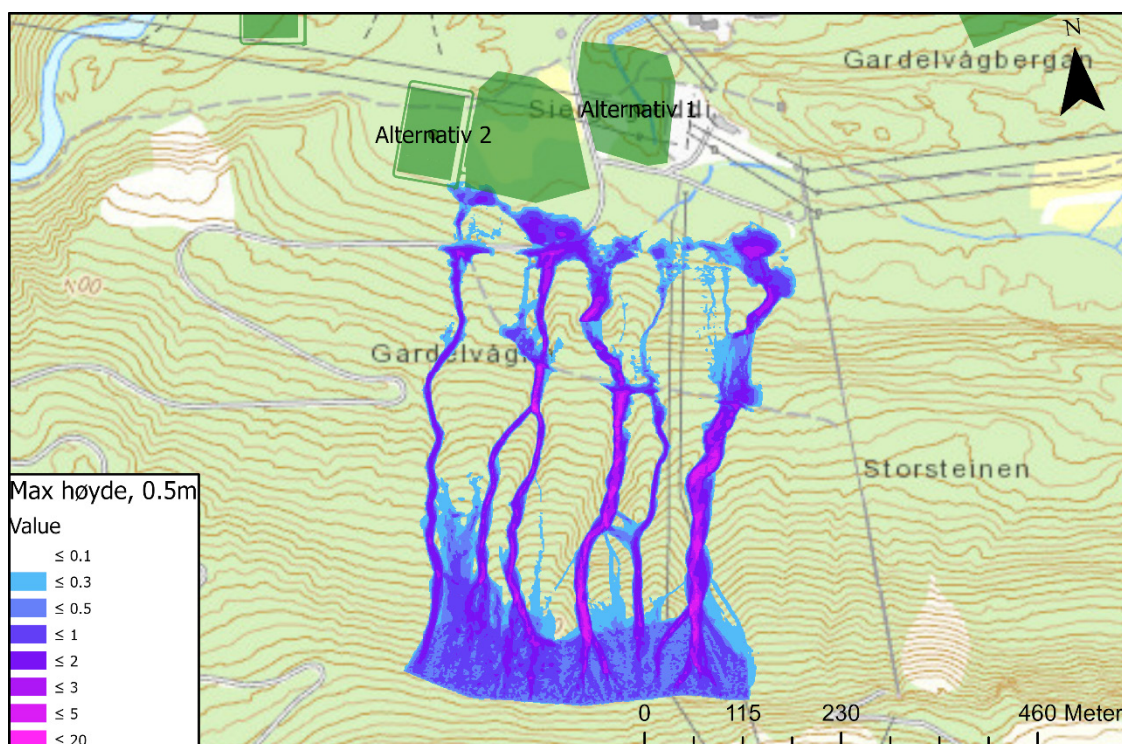 N
Gardelvågbergan
Alternativ 1
Alternativ 2
Gardelvåg
Storsteinen
Max høyde, 0.5m
Value
≤ 0.1
≤ 0.3
≤ 0.5
≤ 1
≤ 2
≤ 3
≤ 5
≤ 20
0 115 230 460 Meter